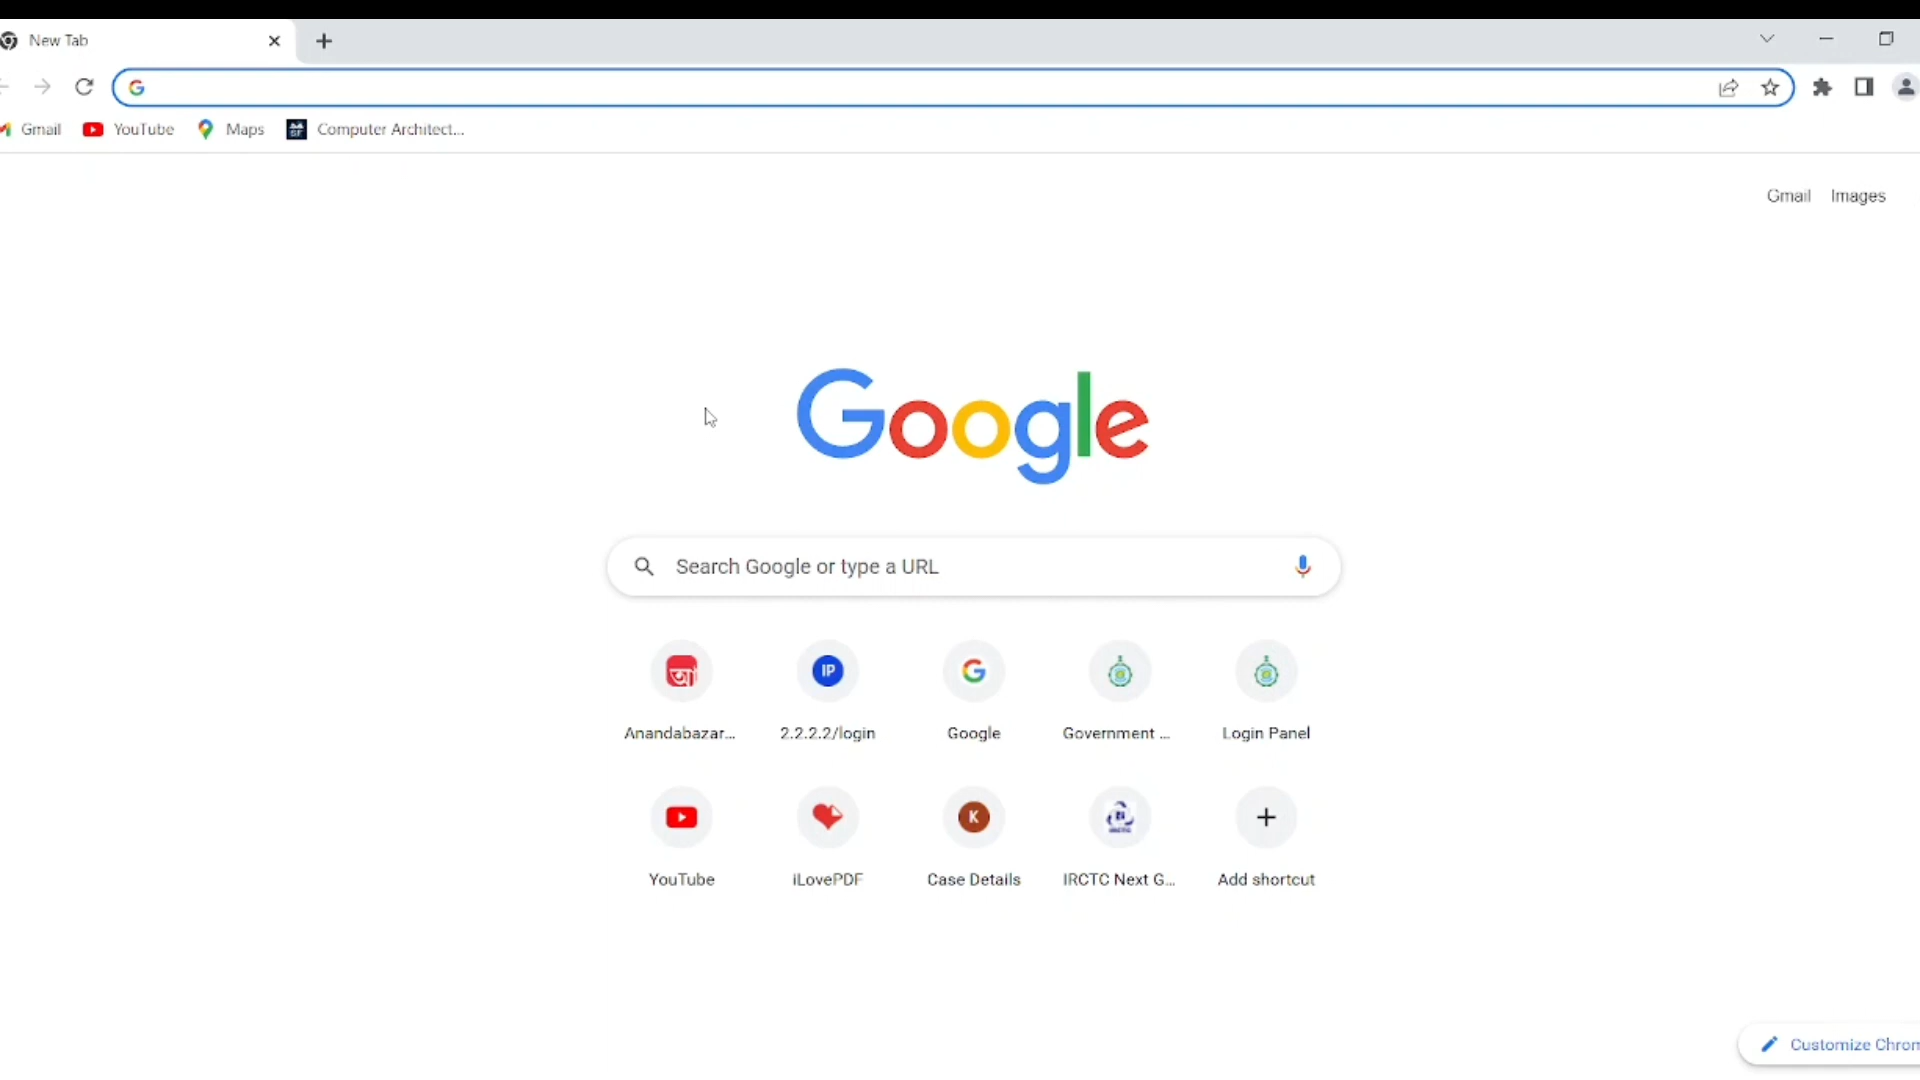 New Tab
Gmail YouTube Maps Computer Architect...
Gmail Images
Google
Search Google or type a URL
Anandabazar... 2.2.2.2/login Google Government ... Login Panel
YouTube iLovePDF Case Details IRCTC Next G... Add shortcut
Customize Chrom